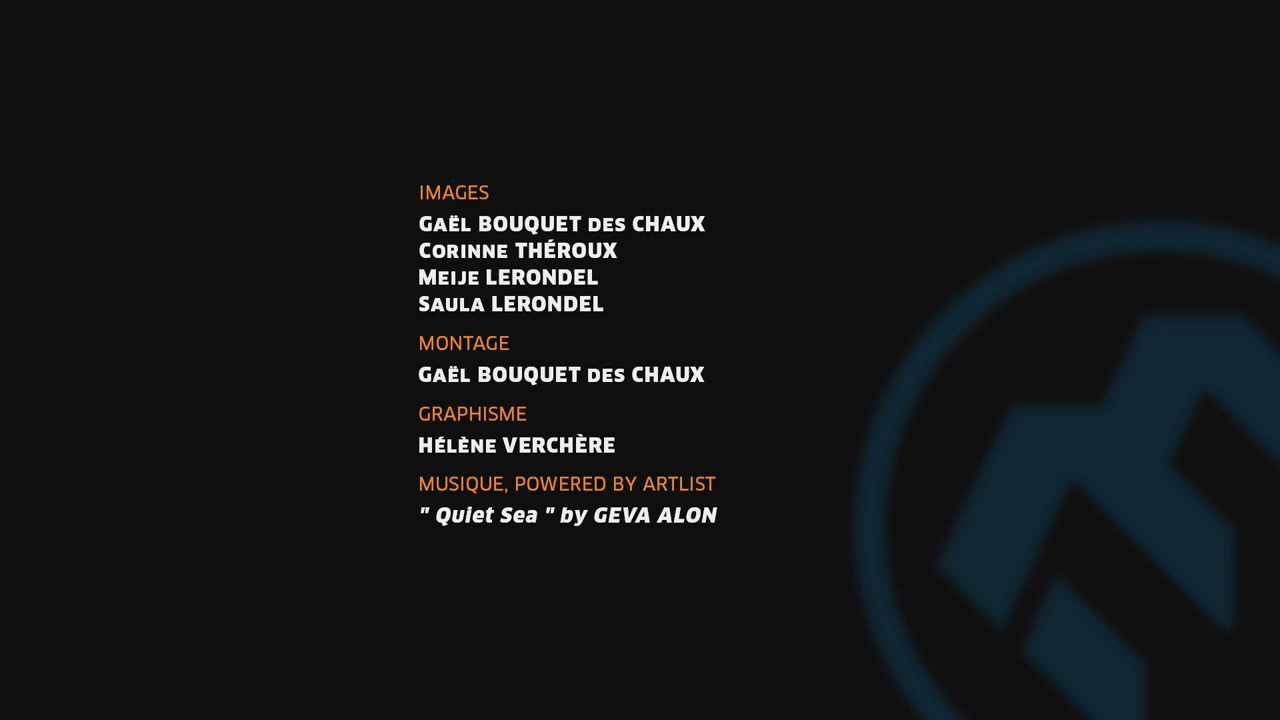 IMAGES
Gaël BOUQUET des CHAUX
Corinne THÉROUX
Meije LERONDEL
Saula LERONDEL
MONTAGE
Gaël BOUQUET des CHAUX
GRAPHISME
Hélène VERCHÈRE
MUSIQUE, POWERED BY ARTLIST
" Quiet Sea " by GEVA ALON